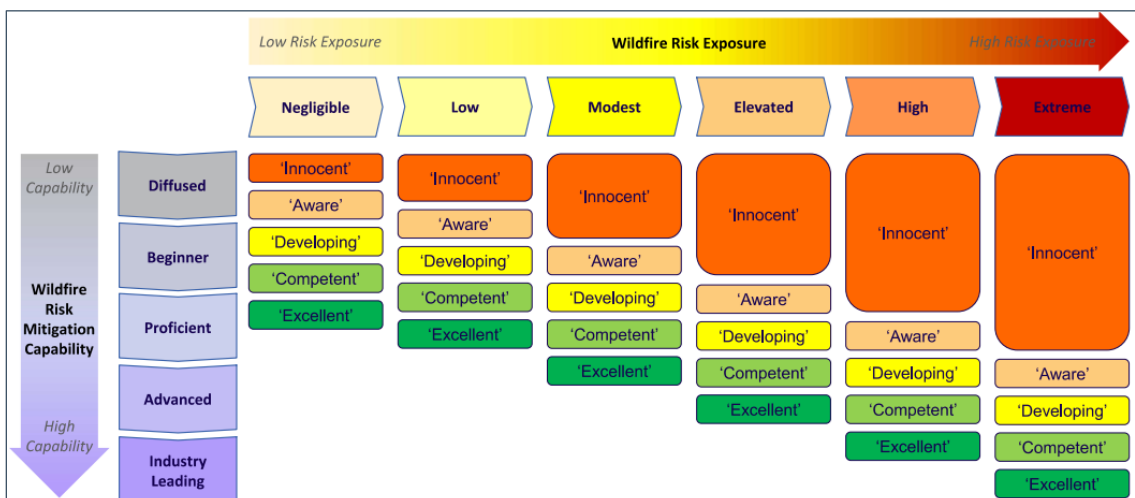 Low Risk Exposure
Wildfire Risk Exposure
High Risk Exposure
Negligible
Low
Modest
Elevated
High
Extreme
Low
Capability
Wildfire
Risk
Mitigation
Capability
High
Capability
Diffused
Beginner
Proficient
Advanced
Industry
Leading
‘Innocent’
‘Aware’
‘Developing’
‘Competent’
‘Excellent’
‘Innocent’
‘Aware’
‘Developing’
‘Competent’
‘Excellent’
‘Innocent’
‘Aware’
‘Developing’
‘Competent’
‘Excellent’
‘Innocent’
‘Aware’
‘Developing’
‘Competent’
‘Excellent’
‘Innocent’
‘Aware’
‘Developing’
‘Competent’
‘Excellent’
‘Innocent’
‘Aware’
‘Developing’
‘Competent’
‘Excellent’